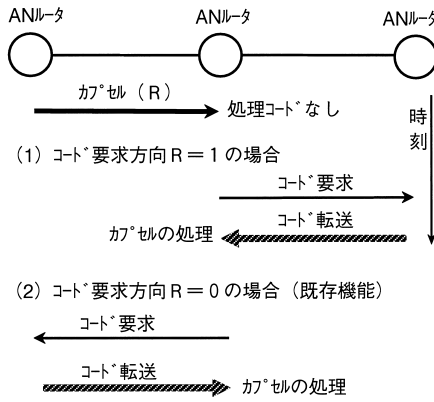 ANﾙｰﾀ ANﾙｰﾀ ANﾙｰﾀ
ｶﾌﾟｾﾙ（R）
処理ｺｰﾄﾞなし
時刻
(1) ｺｰﾄﾞ要求方向R＝1の場合
ｺｰﾄﾞ要求
ｺｰﾄﾞ転送
ｶﾌﾟｾﾙの処理
(2) ｺｰﾄﾞ要求方向R＝0の場合（既存機能）
ｺｰﾄﾞ要求
ｺｰﾄﾞ転送
ｶﾌﾟｾﾙの処理